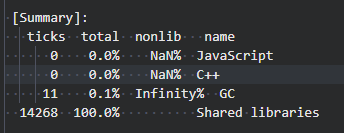 [Summary]:
ticks total nonlib name
0 0.0% NaN% JavaScript
0 0.0% NaN% C++
11 0.1% Infinity% GC
14268 100.0% Shared libraries